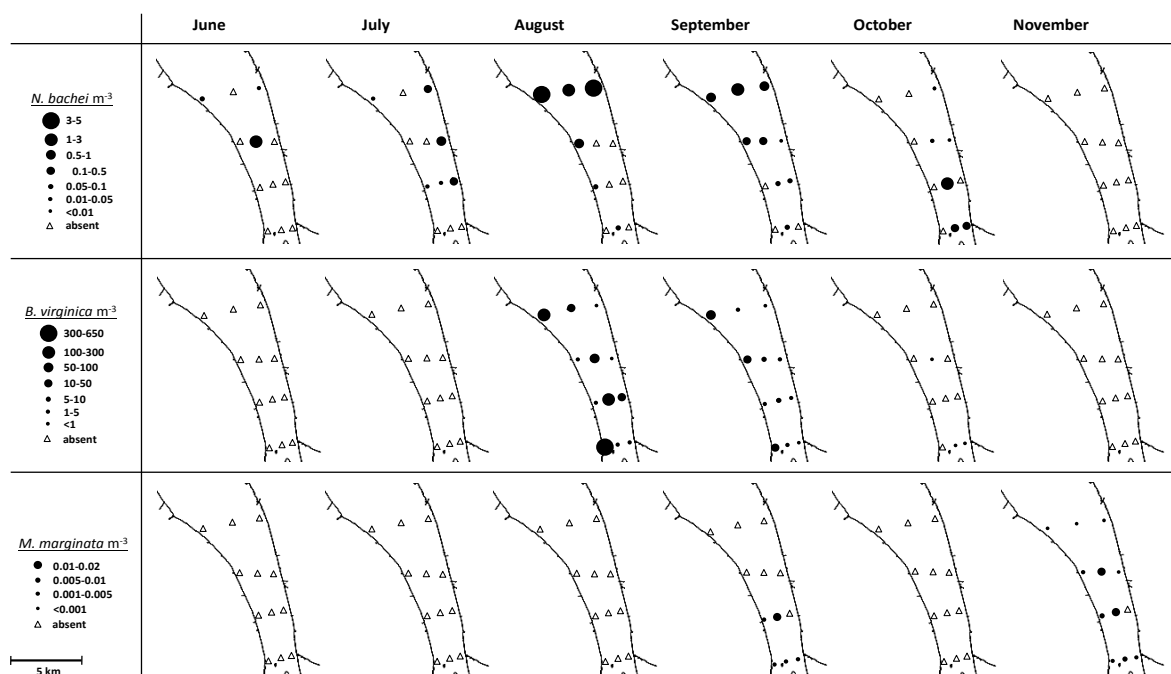 June July August September October November
N. bachei m-3
3-5
1-3
0.5-1
0.1-0.5
0.05-0.1
0.01-0.05
<0.01
absent
B. virginica m-3
300-650
100-300
50-100
10-50
5-10
1-5
<1
absent
M. marginata m-3
0.01-0.02
0.005-0.01
0.001-0.005
<0.001
absent
5 km